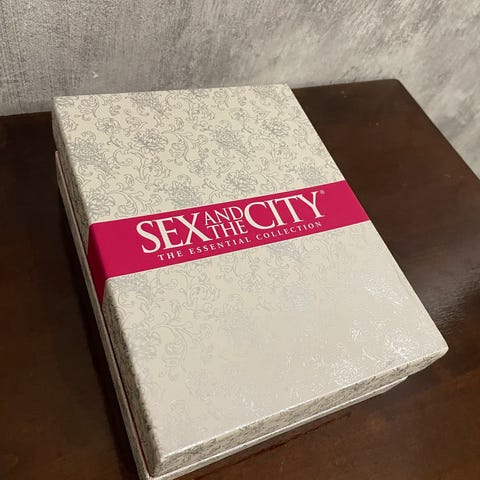 SEX AND THE CITY®
THE ESSENTIAL COLLECTION